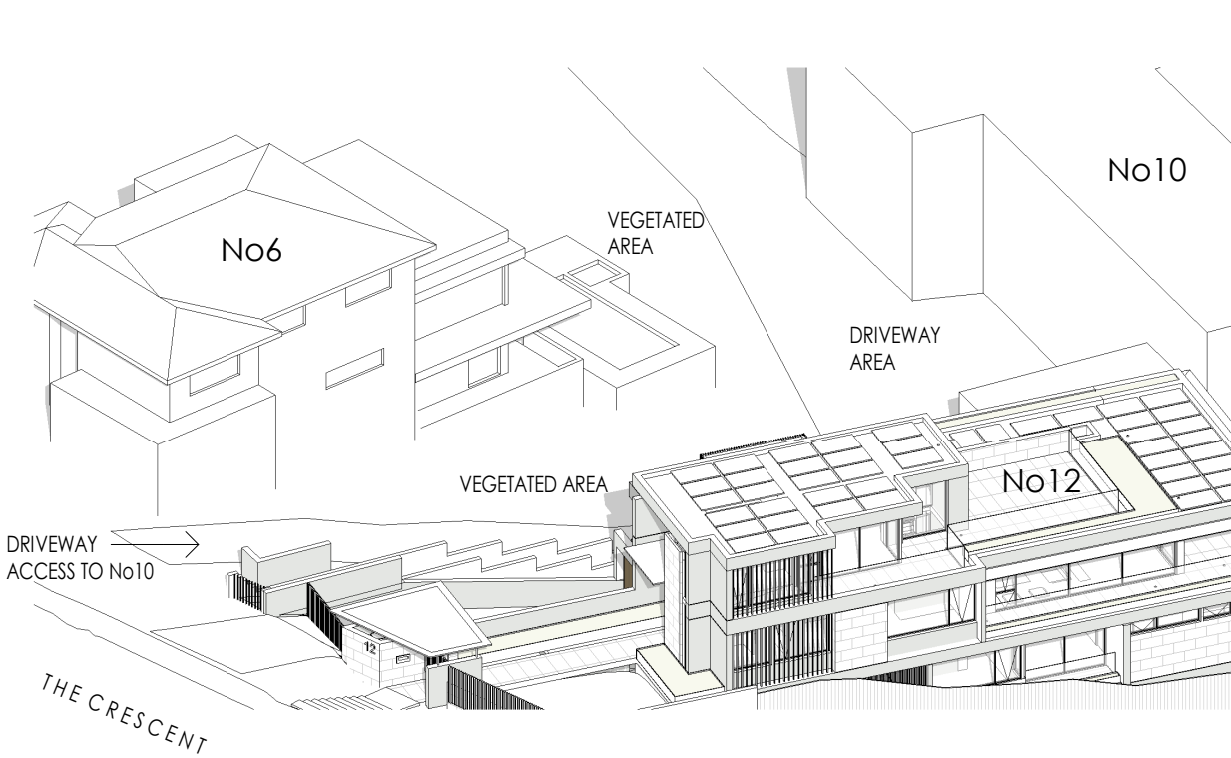 No10
No6
VEGETATED
AREA
DRIVEWAY
AREA
No12
VEGETATED AREA
DRIVEWAY
ACCESS TO No10
12
THE CRESCENT